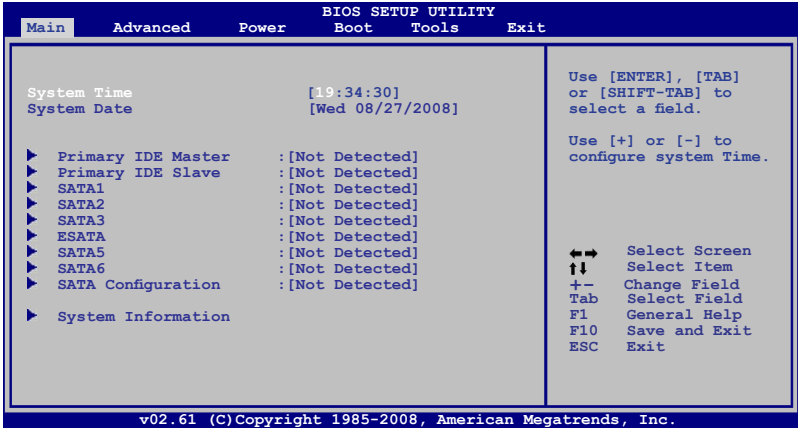 BIOS SETUP UTILITY
Main Advanced Power Boot Tools Exit
System Time [19:34:30]
System Date [Wed 08/27/2008]
Primary IDE Master :[Not Detected]
Primary IDE Slave :[Not Detected]
SATA1 :[Not Detected]
SATA2 :[Not Detected]
SATA3 :[Not Detected]
ESATA :[Not Detected]
SATA5 :[Not Detected]
SATA6 :[Not Detected]
SATA Configuration :[Not Detected]
System Information
Use [ENTER], [TAB]
or [SHIFT-TAB] to
select a field.
Use [+] or [-] to
configure system Time.
←→ Select Screen
↑↓ Select Item
+- Change Field
Tab Select Field
F1 General Help
F10 Save and Exit
ESC Exit
v02.61 (C)Copyright 1985-2008, American Megatrends, Inc.